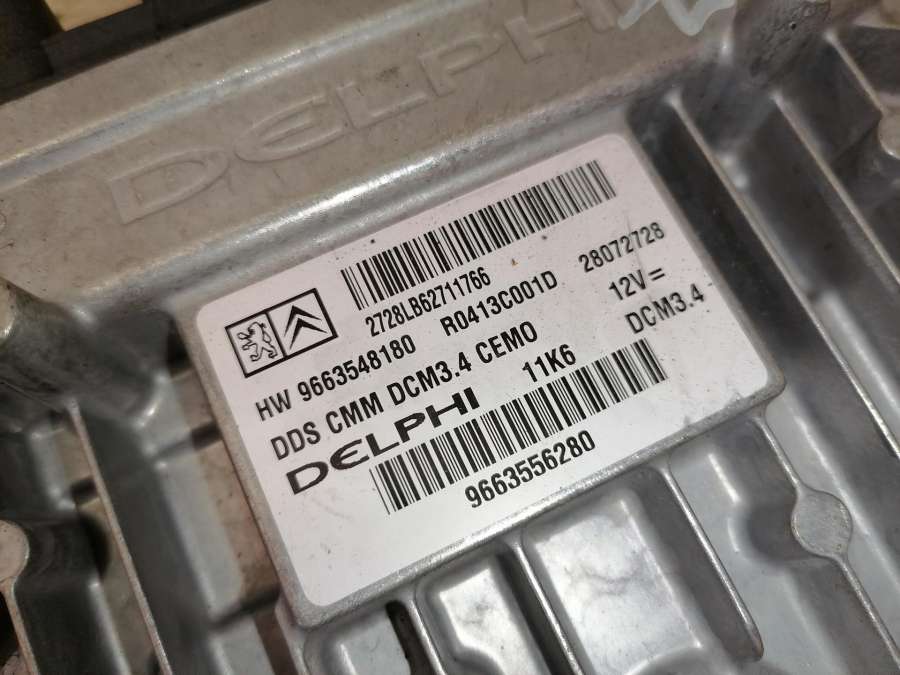 DELPHI
2728LB62711766
HW 9663548180 R0413C001D 28072728
DDS CMM DCM3.4 CEMO 12V=
DELPHI 11K6 DCM3.4
9663556280